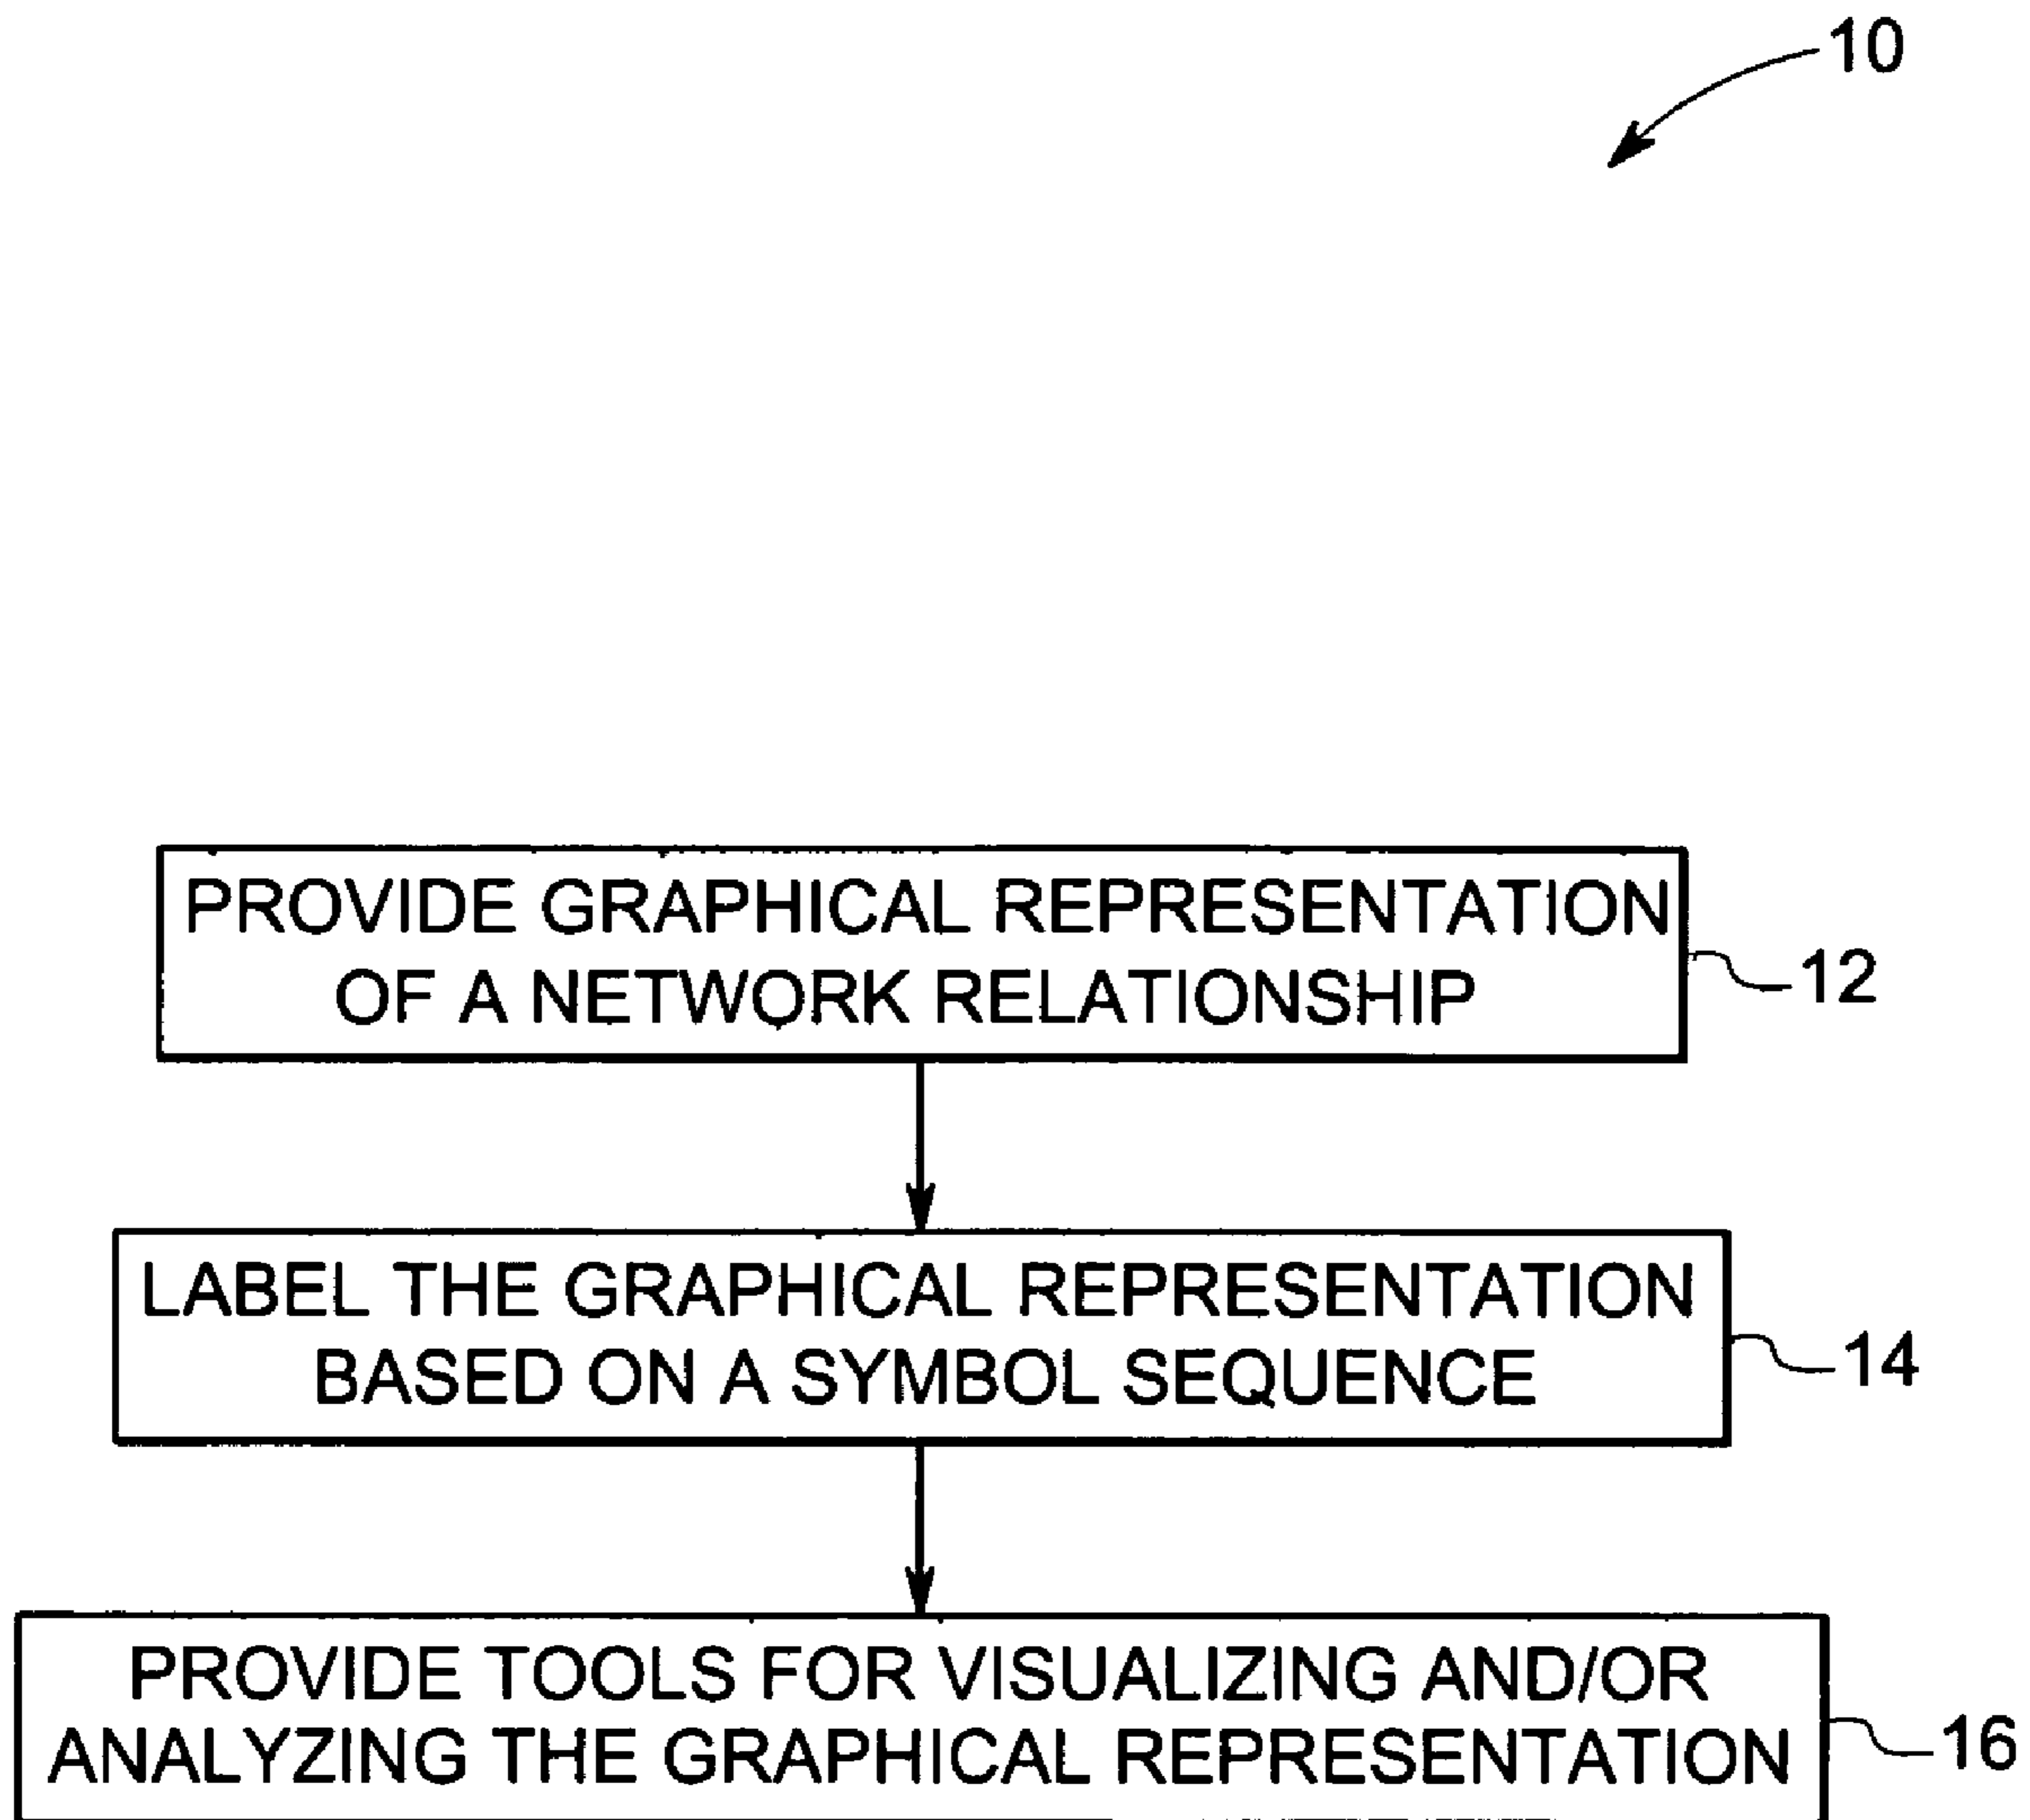 10
PROVIDE GRAPHICAL REPRESENTATION
OF A NETWORK RELATIONSHIP
12
LABEL THE GRAPHICAL REPRESENTATION
BASED ON A SYMBOL SEQUENCE
14
PROVIDE TOOLS FOR VISUALIZING AND/OR
ANALYZING THE GRAPHICAL REPRESENTATION
16